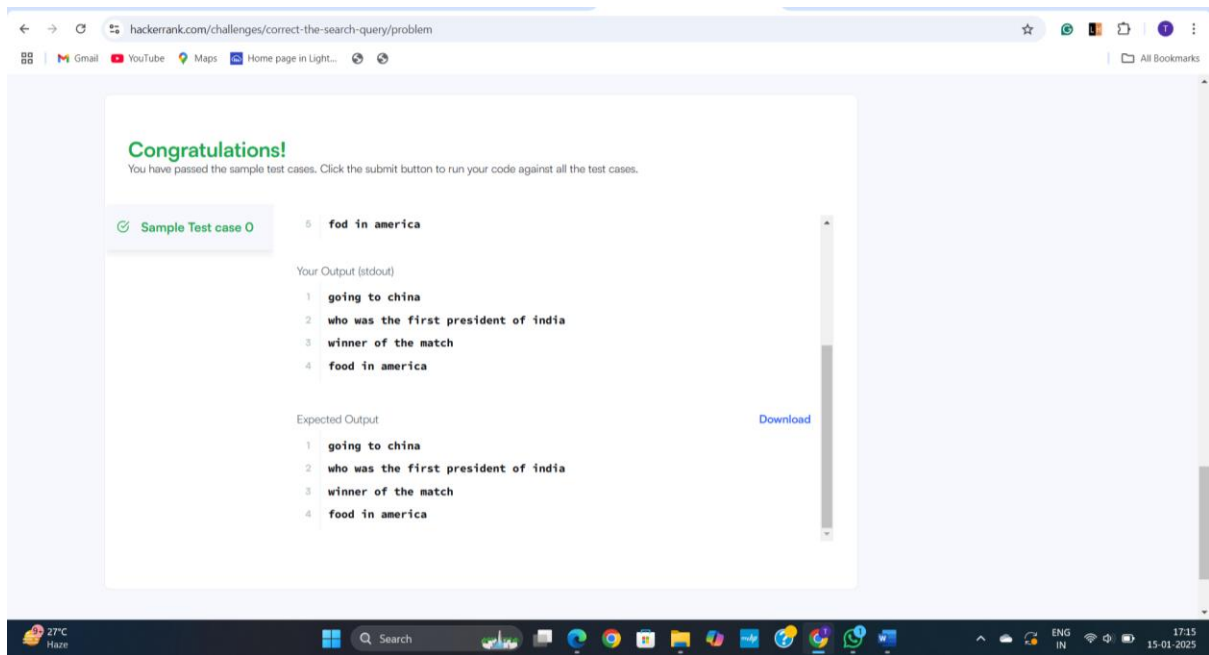 hackerrank.com/challenges/correct-the-search-query/problem
Gmail YouTube Maps Home page in Light... All Bookmarks
Congratulations!
You have passed the sample test cases. Click the submit button to run your code against all the test cases.
Sample Test case 0
5 fod in america
Your Output (stdout)
1 going to china
2 who was the first president of india
3 winner of the match
4 food in america
Expected Output Download
1 going to china
2 who was the first president of india
3 winner of the match
4 food in america
27°C
Haze
Search
ENG
IN
17:15
15-01-2025